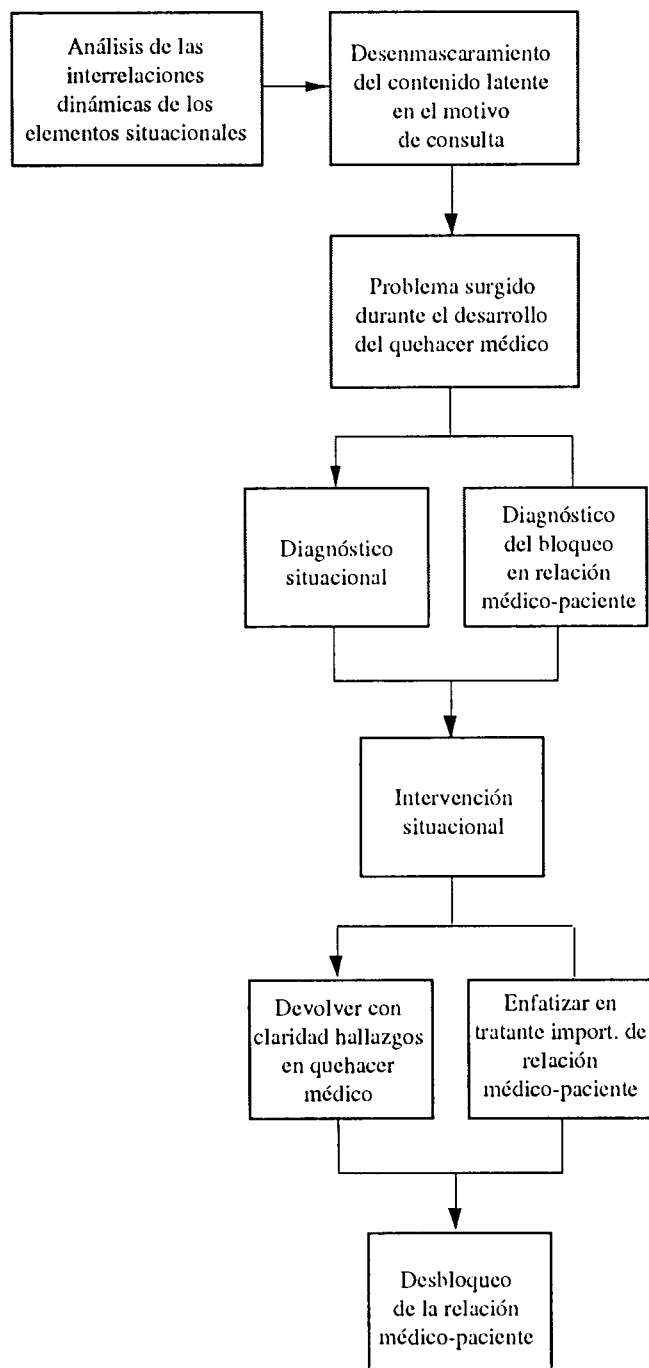 Análisis de las
interrelaciones
dinámicas de los
elementos situacionales
Desenmascaramiento
del contenido latente
en el motivo
de consulta
Problema surgido
durante el desarrollo
del quehacer médico
Diagnóstico
situacional
Diagnóstico
del bloqueo
en relación
médico-paciente
Intervención
situacional
Devolver con
claridad hallazgos
en quehacer
médico
Enfatizar en
tratante import. de
relación
médico-paciente
Desbloqueo
de la relación
médico-paciente